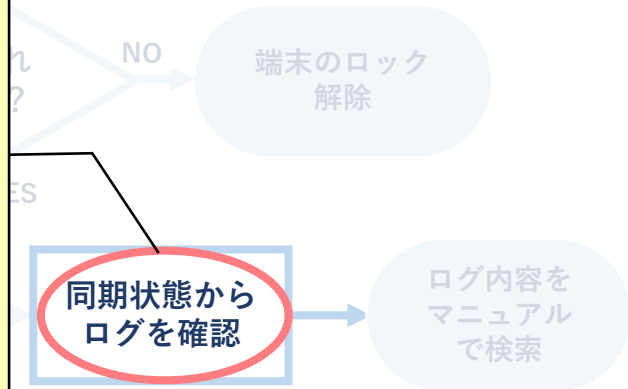 れ
?
NO
端末のロック
解除
ES
同期状態から
ログを確認
ログ内容を
マニュアル
で検索